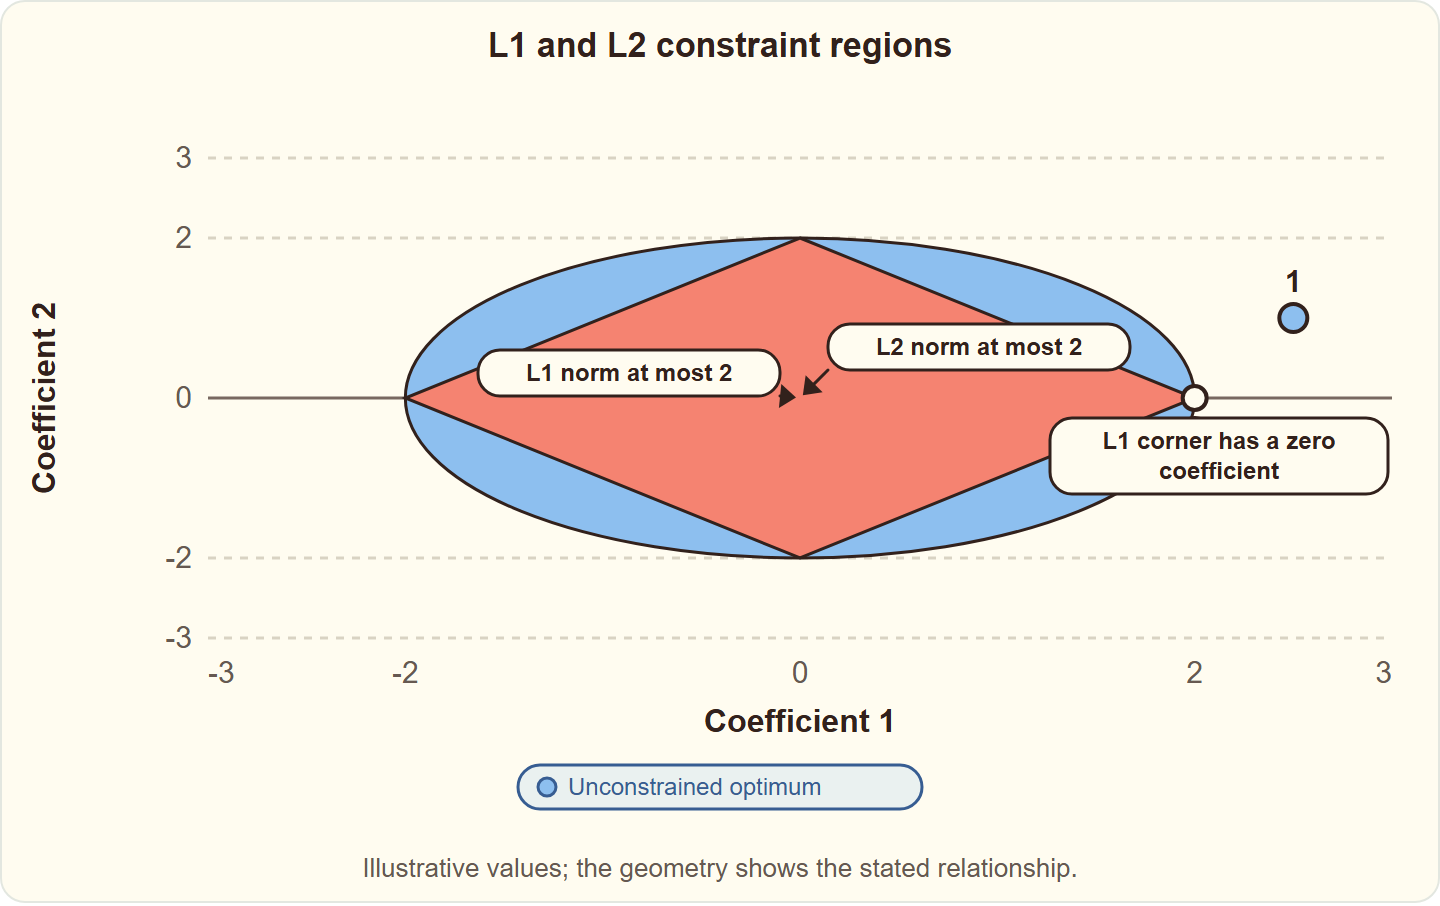 L1 and L2 constraint regions
3
2
1
L2 norm at most 2
L1 norm at most 2
0
Coefficient 2
L1 corner has a zero
coefficient
-2
-3
-3
-2
0
2
3
Coefficient 1
Unconstrained optimum
Illustrative values; the geometry shows the stated relationship.